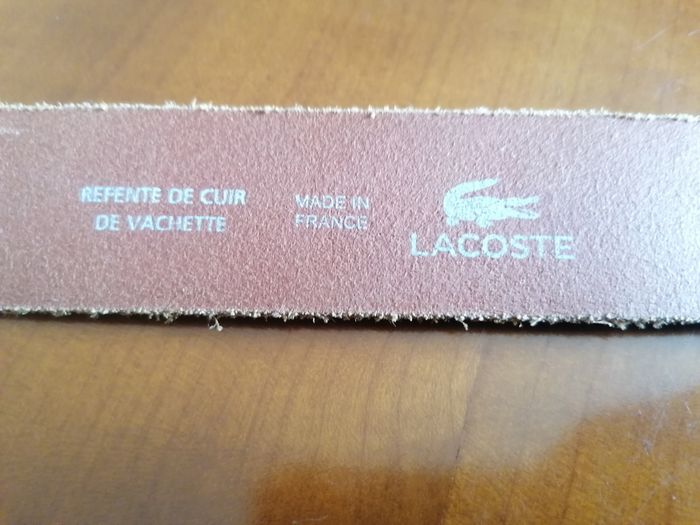 REFENTE DE CUIR
DE VACHETTE
MADE IN
FRANCE
LACOSTE